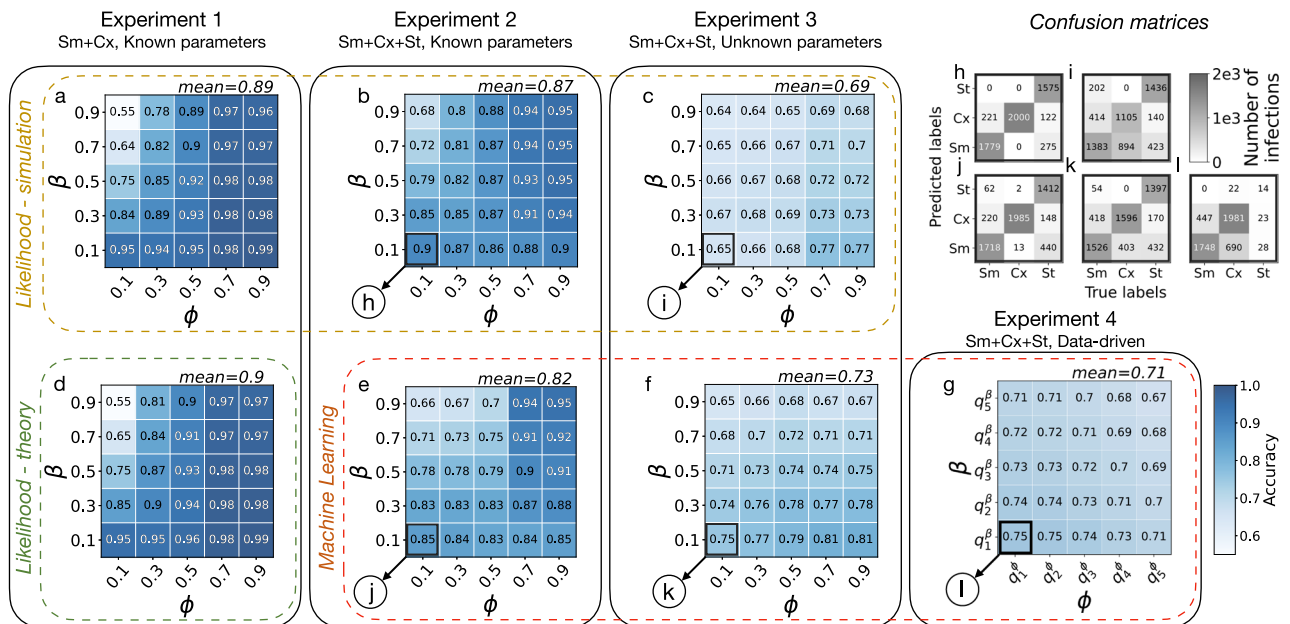 Experiment 1
Sm+Cx, Known parameters
Experiment 2
Sm+Cx+St, Known parameters
Experiment 3
Sm+Cx+St, Unknown parameters
Confusion matrices
Likelihood - simulation
a
mean=0.89
β
0.9 0.55 0.78 0.89 0.97 0.96
0.7 0.64 0.82 0.9 0.97 0.97
0.5 0.75 0.85 0.92 0.98 0.98
0.3 0.84 0.89 0.93 0.98 0.98
0.1 0.95 0.94 0.95 0.98 0.99
0.1 0.3 0.5 0.7 0.9
ϕ
b
mean=0.87
β
0.9 0.68 0.8 0.88 0.94 0.95
0.7 0.72 0.81 0.87 0.94 0.95
0.5 0.79 0.82 0.87 0.93 0.95
0.3 0.85 0.85 0.87 0.91 0.94
0.1 0.9 0.87 0.86 0.88 0.9
0.1 0.3 0.5 0.7 0.9
ϕ
h
c
mean=0.69
β
0.9 0.64 0.64 0.65 0.69 0.68
0.7 0.65 0.66 0.67 0.71 0.7
0.5 0.66 0.67 0.68 0.72 0.72
0.3 0.67 0.68 0.69 0.73 0.73
0.1 0.65 0.66 0.68 0.77 0.77
0.1 0.3 0.5 0.7 0.9
ϕ
i
Predicted labels
h
St 0 0 1575
Cx 221 2000 122
Sm 1779 0 275
i
202 0 1436
414 1105 140
1383 894 423
2e3
1e3
0
Number of
infections
j
St 62 2 1412
Cx 220 1985 148
Sm 1718 13 440
Sm Cx St
k
54 0 1397
418 1596 170
1526 403 432
Sm Cx St
l
0 22 14
447 1981 23
1748 690 28
Sm Cx St
True labels
Likelihood - theory
d
mean=0.9
β
0.9 0.55 0.81 0.9 0.97 0.97
0.7 0.65 0.84 0.91 0.97 0.97
0.5 0.75 0.87 0.93 0.98 0.98
0.3 0.85 0.9 0.94 0.98 0.98
0.1 0.95 0.95 0.96 0.98 0.99
0.1 0.3 0.5 0.7 0.9
ϕ
Machine Learning
e
mean=0.82
β
0.9 0.66 0.67 0.7 0.94 0.95
0.7 0.71 0.73 0.75 0.91 0.92
0.5 0.78 0.78 0.79 0.9 0.91
0.3 0.83 0.83 0.83 0.87 0.88
0.1 0.85 0.84 0.83 0.84 0.85
0.1 0.3 0.5 0.7 0.9
ϕ
j
f
mean=0.73
β
0.9 0.65 0.66 0.68 0.67 0.67
0.7 0.68 0.7 0.72 0.71 0.71
0.5 0.71 0.73 0.74 0.74 0.75
0.3 0.74 0.76 0.78 0.77 0.78
0.1 0.75 0.77 0.79 0.81 0.81
0.1 0.3 0.5 0.7 0.9
ϕ
k
Experiment 4
Sm+Cx+St, Data-driven
g
mean=0.71
β
q₅^β 0.71 0.71 0.7 0.68 0.67
q₄^β 0.72 0.72 0.71 0.69 0.68
q₃^β 0.73 0.73 0.72 0.7 0.69
q₂^β 0.74 0.74 0.73 0.71 0.7
q₁^β 0.75 0.75 0.74 0.73 0.71
q₁^ϕ q₂^ϕ q₃^ϕ q₄^ϕ q₅^ϕ
ϕ
l
1.0
0.9
0.8
0.7
0.6
Accuracy